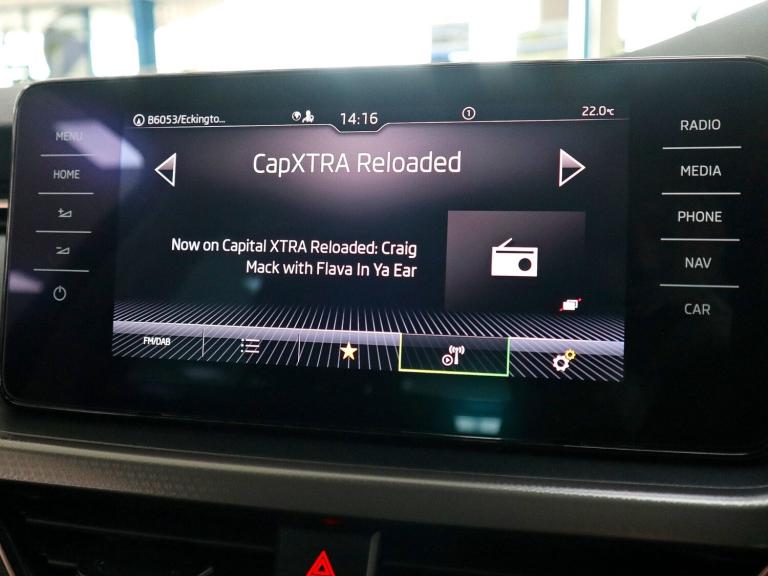 B6053/Eckingto...
14:16
1
22.0°C
MENU
HOME
CapXTRA Reloaded
Now on Capital XTRA Reloaded: Craig
Mack with Flava In Ya Ear
FM/DAB
RADIO
MEDIA
PHONE
NAV
CAR